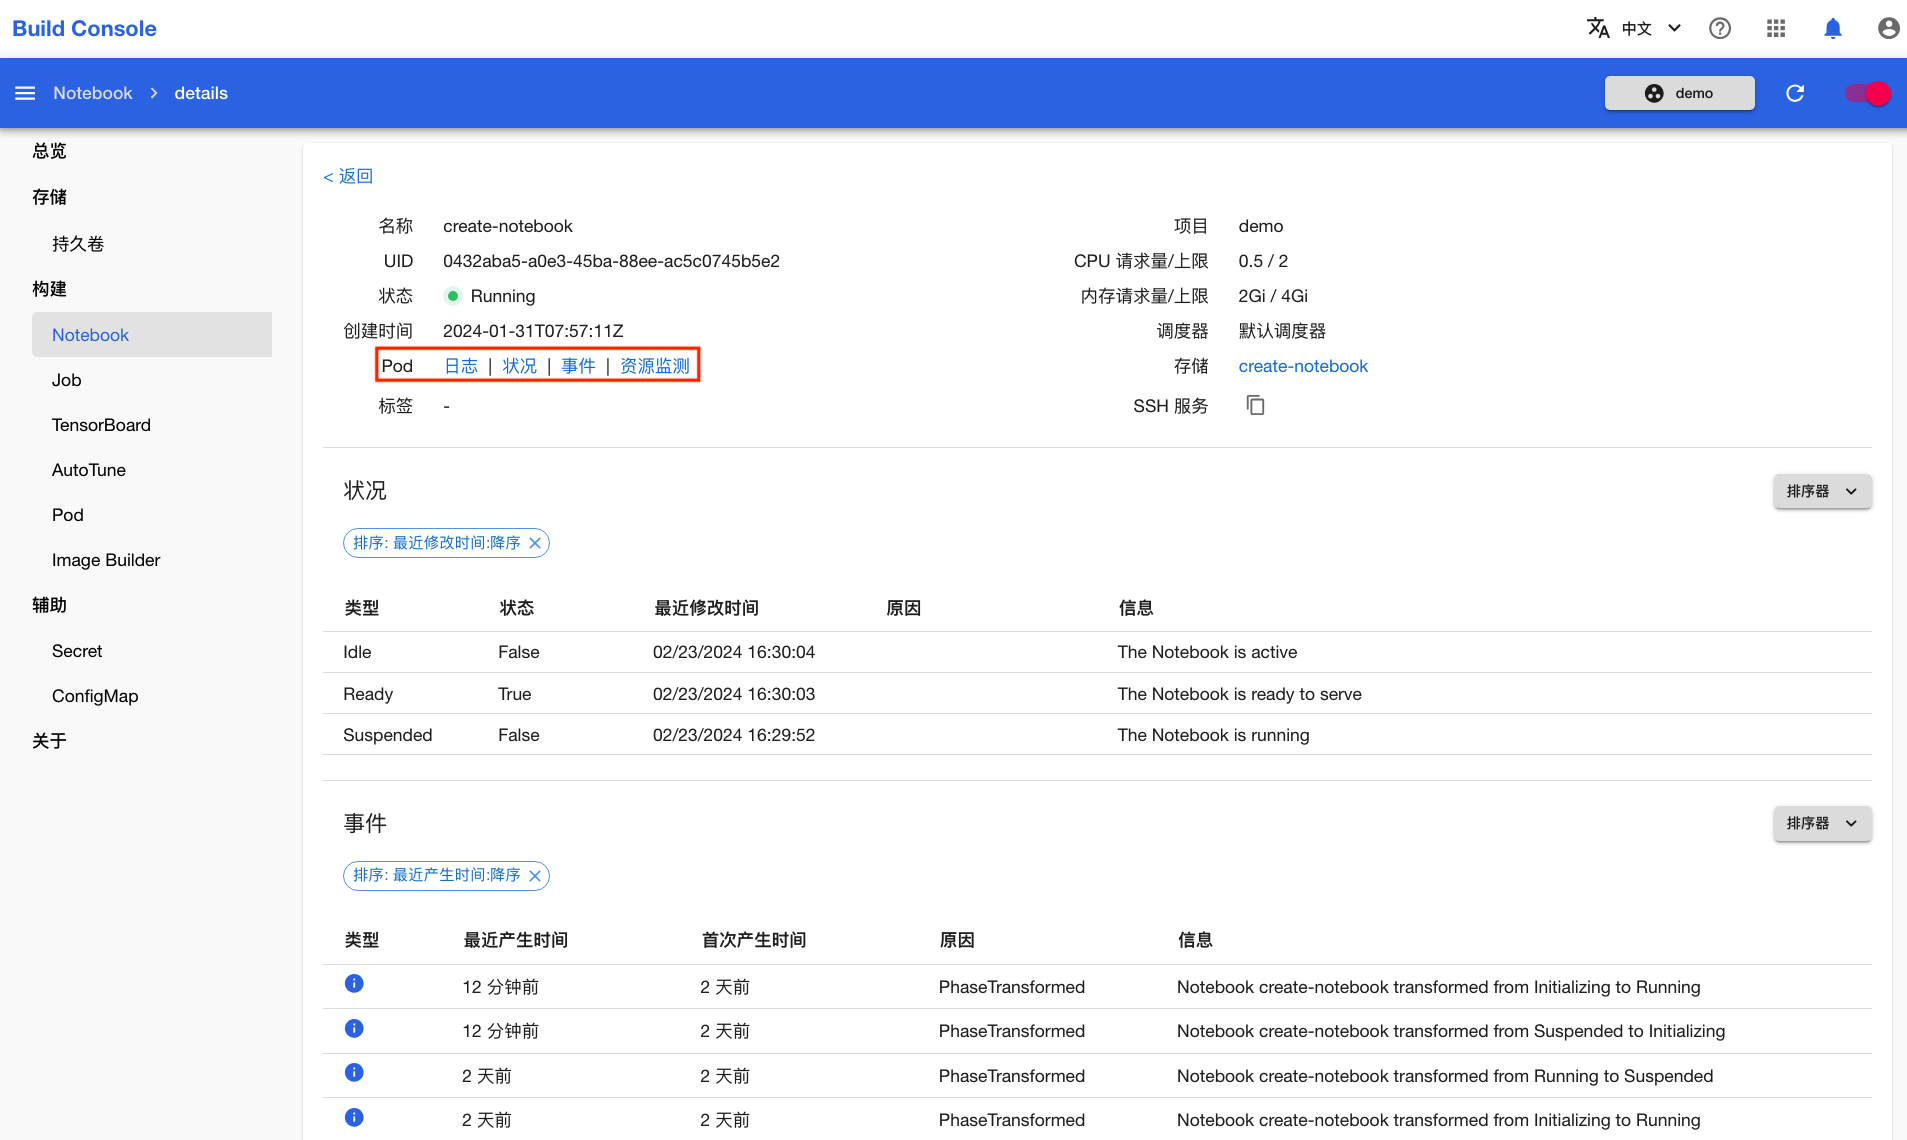 Build Console
中文
Notebook > details
demo
总览
存储
持久卷
构建
Notebook
Job
TensorBoard
AutoTune
Pod
Image Builder
辅助
Secret
ConfigMap
关于
< 返回
名称 create-notebook
项目 demo
UID 0432aba5-a0e3-45ba-88ee-ac5c0745b5e2
CPU 请求量/上限 0.5 / 2
状态 Running
内存请求量/上限 2Gi / 4Gi
创建时间 2024-01-31T07:57:11Z
调度器 默认调度器
Pod 日志 | 状况 | 事件 | 资源监测
存储 create-notebook
标签 -
SSH 服务
状况
排序器
排序: 最近修改时间:降序
类型 状态 最近修改时间 原因 信息
Idle False 02/23/2024 16:30:04 The Notebook is active
Ready True 02/23/2024 16:30:03 The Notebook is ready to serve
Suspended False 02/23/2024 16:29:52 The Notebook is running
事件
排序器
排序: 最近产生时间:降序
类型 最近产生时间 首次产生时间 原因 信息
12 分钟前 2 天前 PhaseTransformed Notebook create-notebook transformed from Initializing to Running
12 分钟前 2 天前 PhaseTransformed Notebook create-notebook transformed from Suspended to Initializing
2 天前 2 天前 PhaseTransformed Notebook create-notebook transformed from Running to Suspended
2 天前 2 天前 PhaseTransformed Notebook create-notebook transformed from Initializing to Running